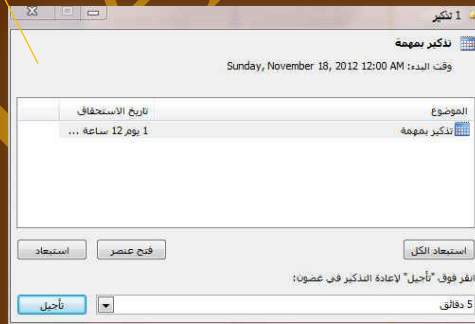 1 تذكير
تذكير بمهمة
وقت البدء: Sunday, November 18, 2012 12:00 AM
الموضوع تاريخ الاستحقاق
تذكير بمهمة 1 يوم 12 ساعة ...
استبعاد الكل فتح عنصر استبعاد
انقر فوق "تأجيل" لإعادة التذكير في غضون:
5 دقائق تأجيل